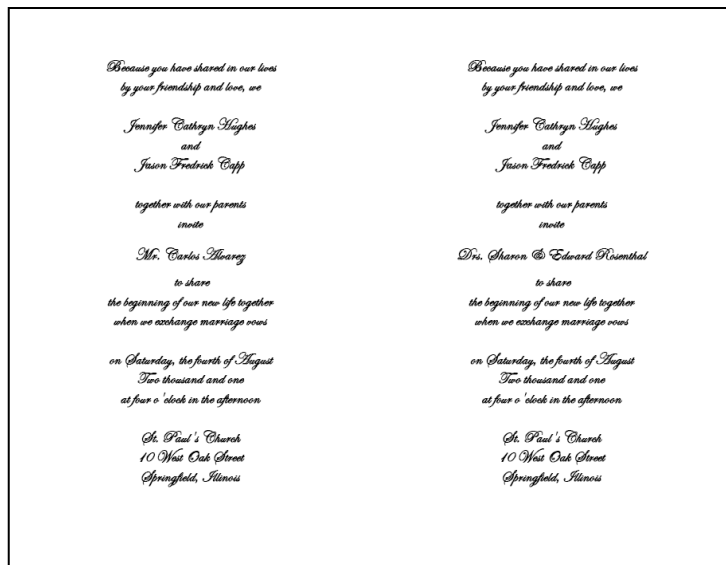 Because you have shared in our lives
by your friendship and love, we
Jennifer Cathryn Hughes
and
Jason Fredrick Capp
together with our parents
invite
Mr. Carlos Alvarez
to share
the beginning of our new life together
when we exchange marriage vows
on Saturday, the fourth of August
Two thousand and one
at four o'clock in the afternoon
St. Paul's Church
10 West Oak Street
Springfield, Illinois
Because you have shared in our lives
by your friendship and love, we
Jennifer Cathryn Hughes
and
Jason Fredrick Capp
together with our parents
invite
Drs. Sharon & Edward Rosenthal
to share
the beginning of our new life together
when we exchange marriage vows
on Saturday, the fourth of August
Two thousand and one
at four o'clock in the afternoon
St. Paul's Church
10 West Oak Street
Springfield, Illinois